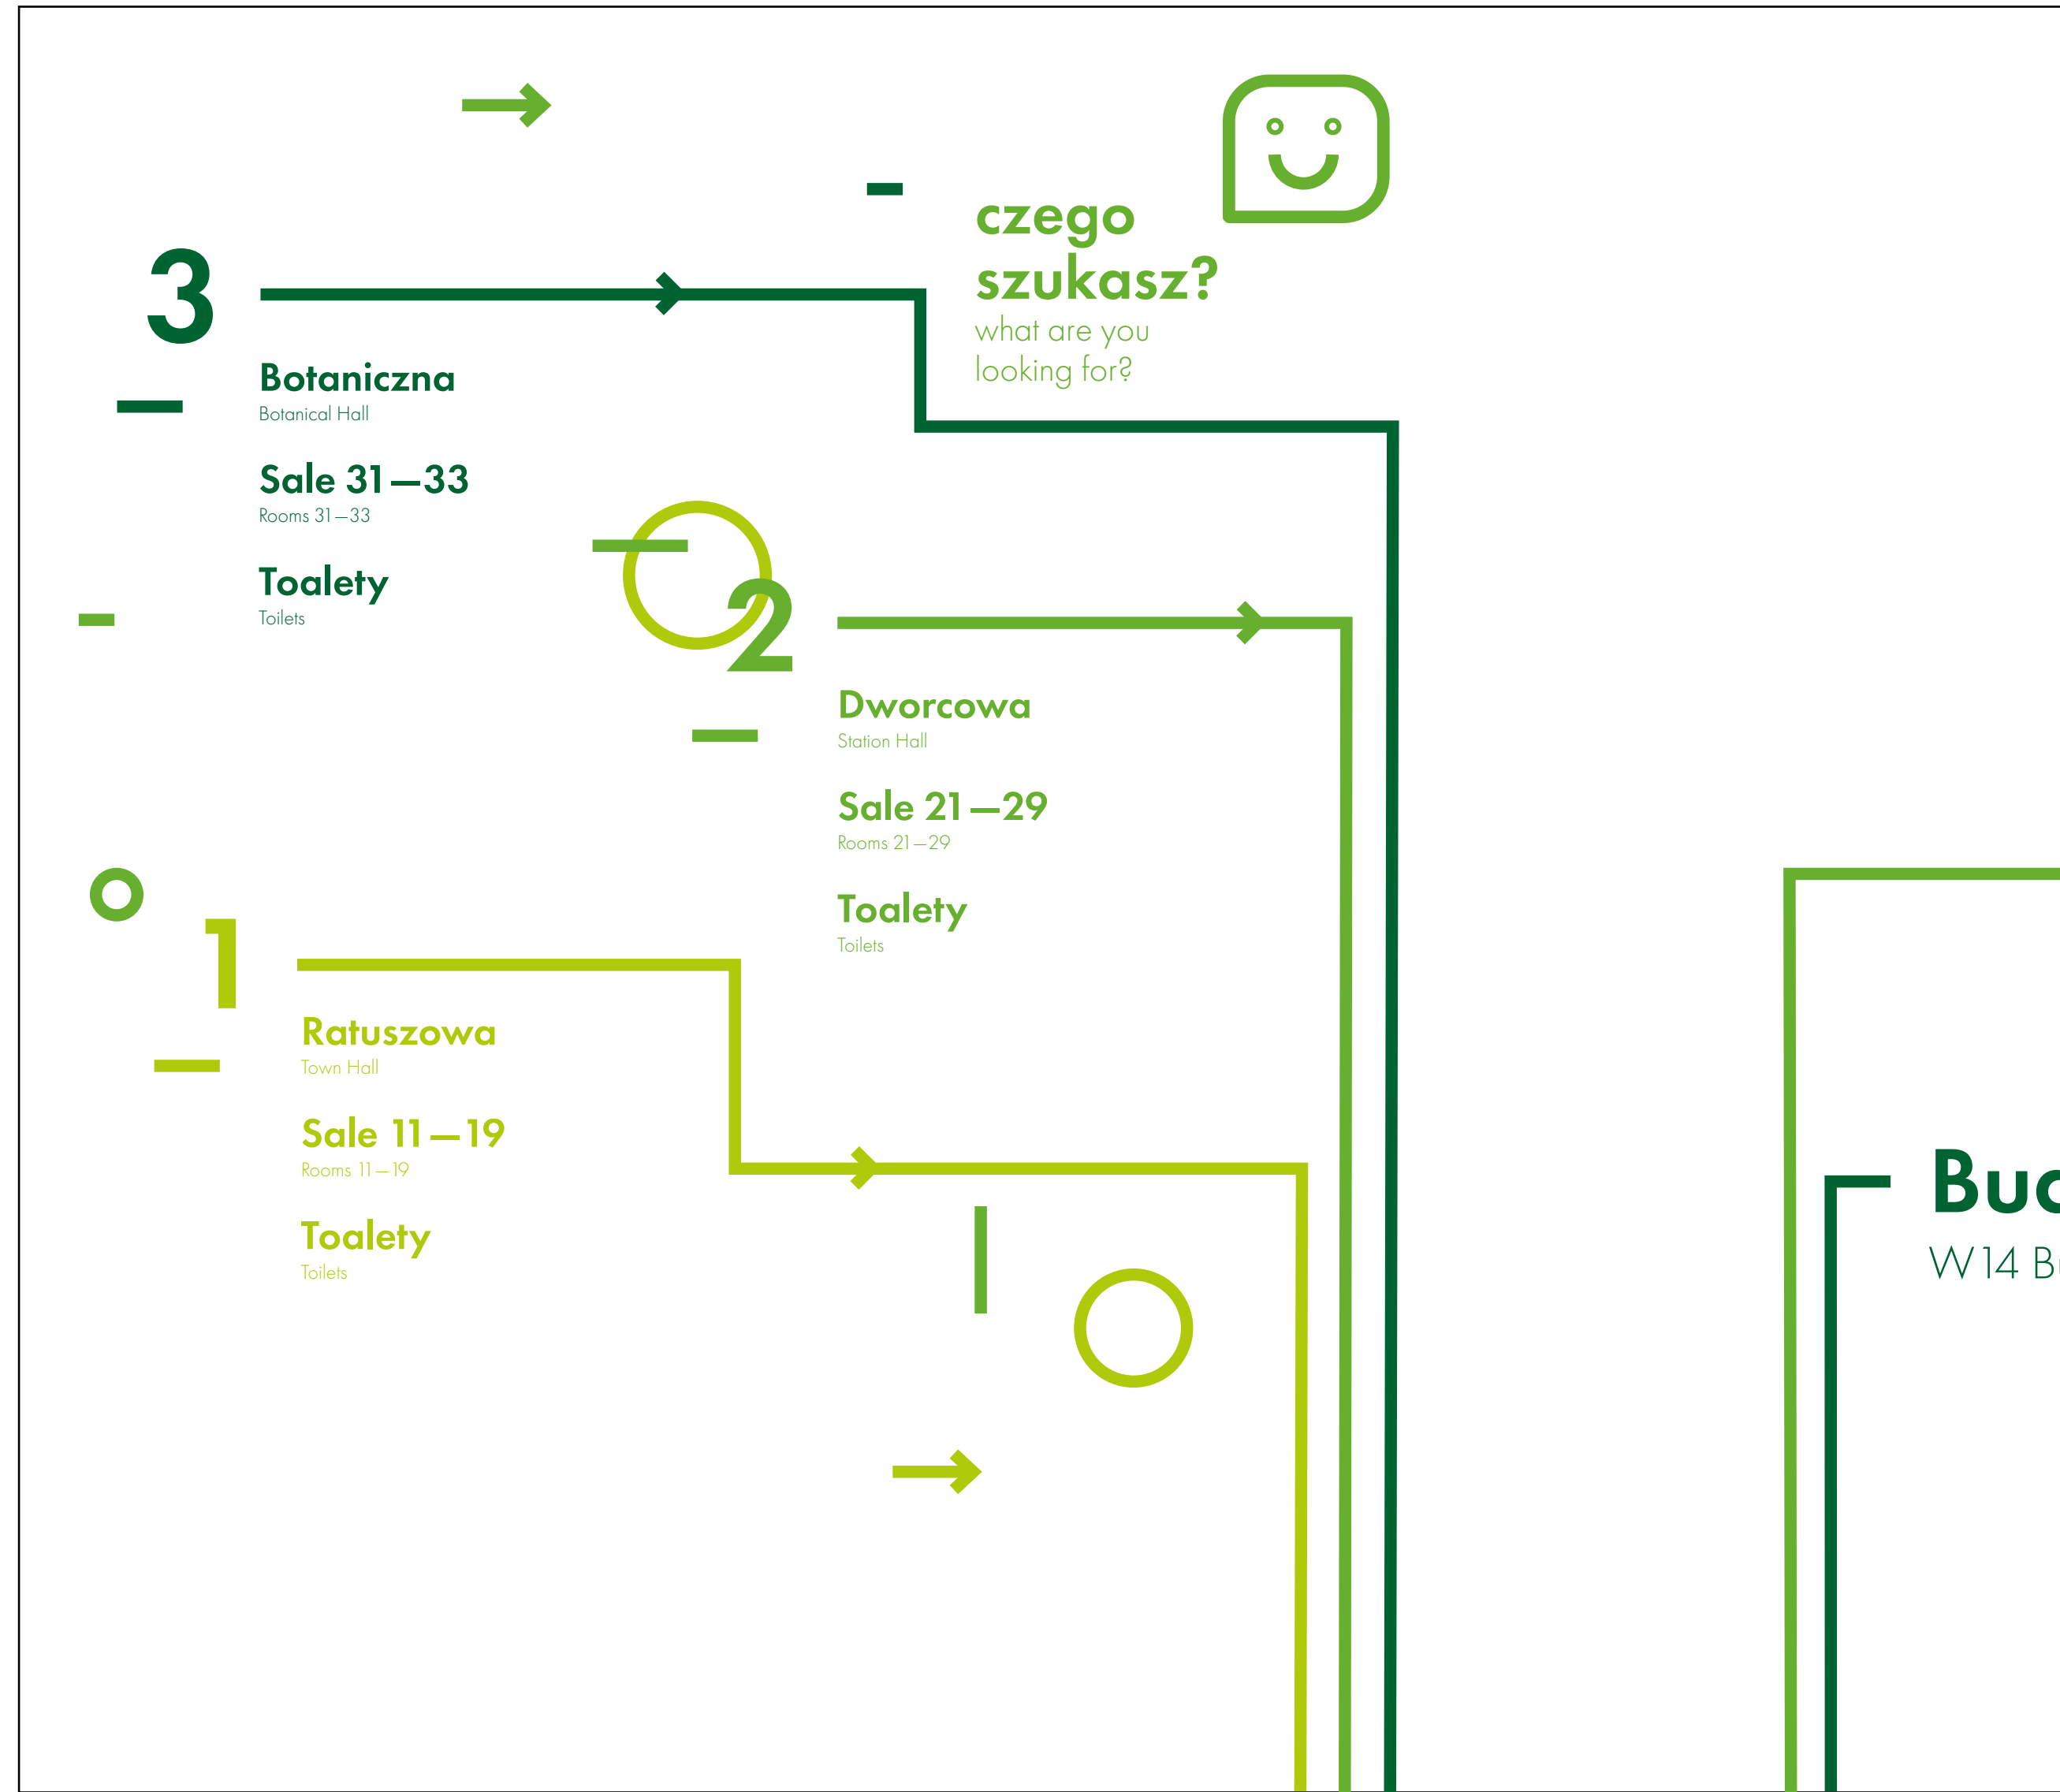 czego
szukasz?
what are you
looking for?
3
Botaniczna
Botanical Hall
Sale 31—33
Rooms 31—33
Toalety
Toilets
2
Dworcowa
Station Hall
Sale 21—29
Rooms 21—29
Toalety
Toilets
1
Ratuszowa
Town Hall
Sale 11—19
Rooms 11—19
Toalety
Toilets
W14